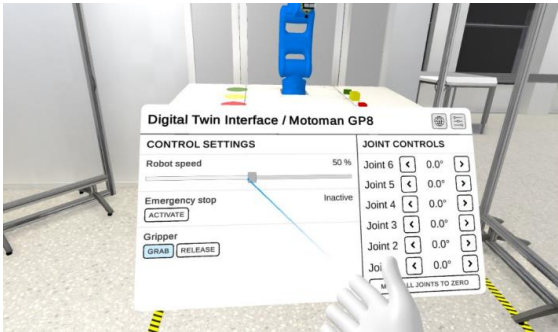 Digital Twin Interface / Motoman GP8
CONTROL SETTINGS
Robot speed 50 %
Emergency stop Inactive
ACTIVATE
Gripper
GRAB RELEASE
JOINT CONTROLS
Joint 6 < 0.0° >
Joint 5 < 0.0° >
Joint 4 < 0.0° >
Joint 3 < 0.0° >
Joint 2 < 0.0° >
< 0.0° >
ALL JOINTS TO ZERO